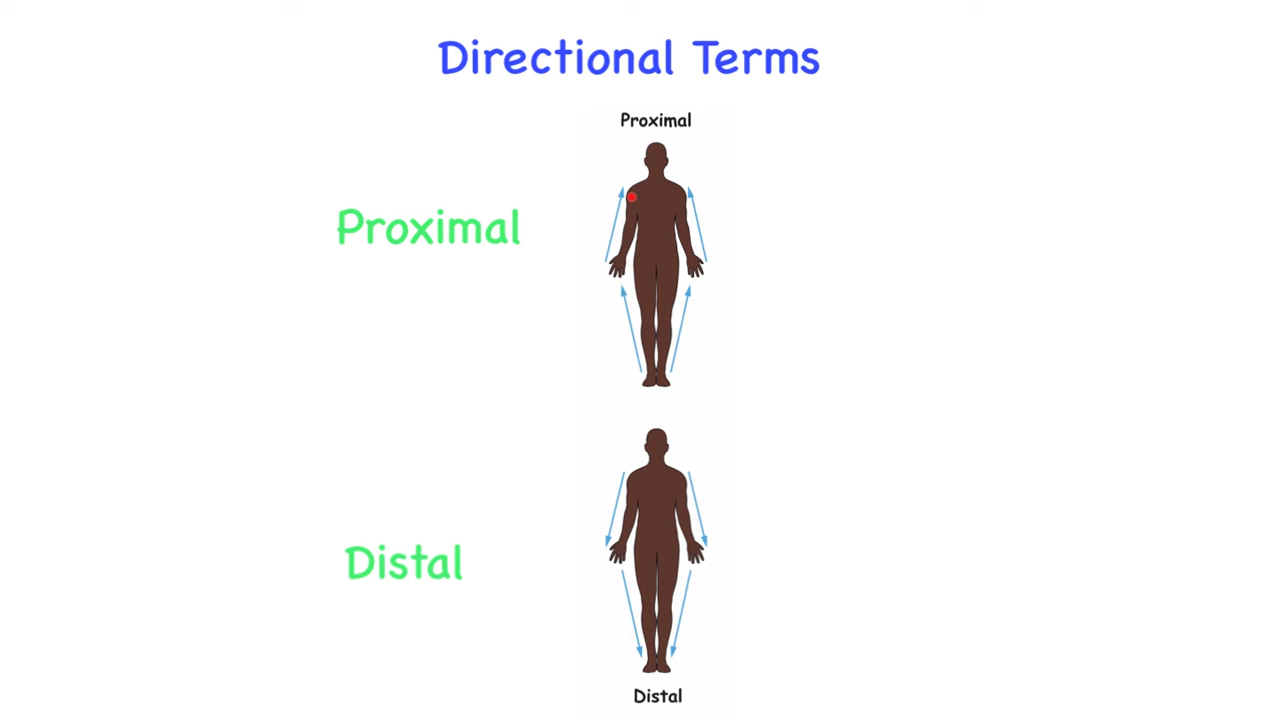 Directional Terms
Proximal
Proximal
Distal
Distal